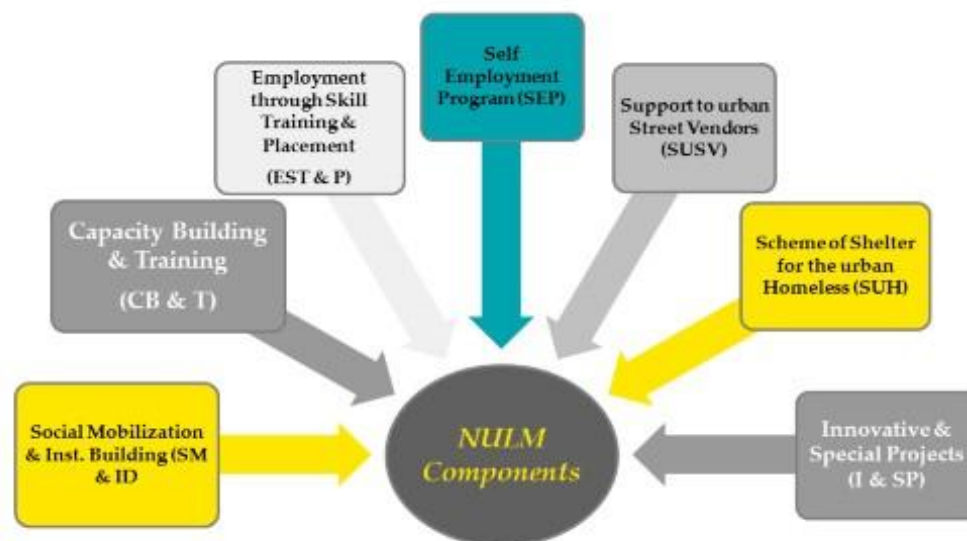 Self
Employment
Program (SEP)
Employment
through Skill
Training &
Placement
(EST & P)
Support to urban
Street Vendors
(SUSV)
Capacity Building
& Training
(CB & T)
Scheme of Shelter
for the urban
Homeless (SUH)
Social Mobilization
& Inst. Building (SM
& ID
NULM
Components
Innovative &
Special Projects
(I & SP)